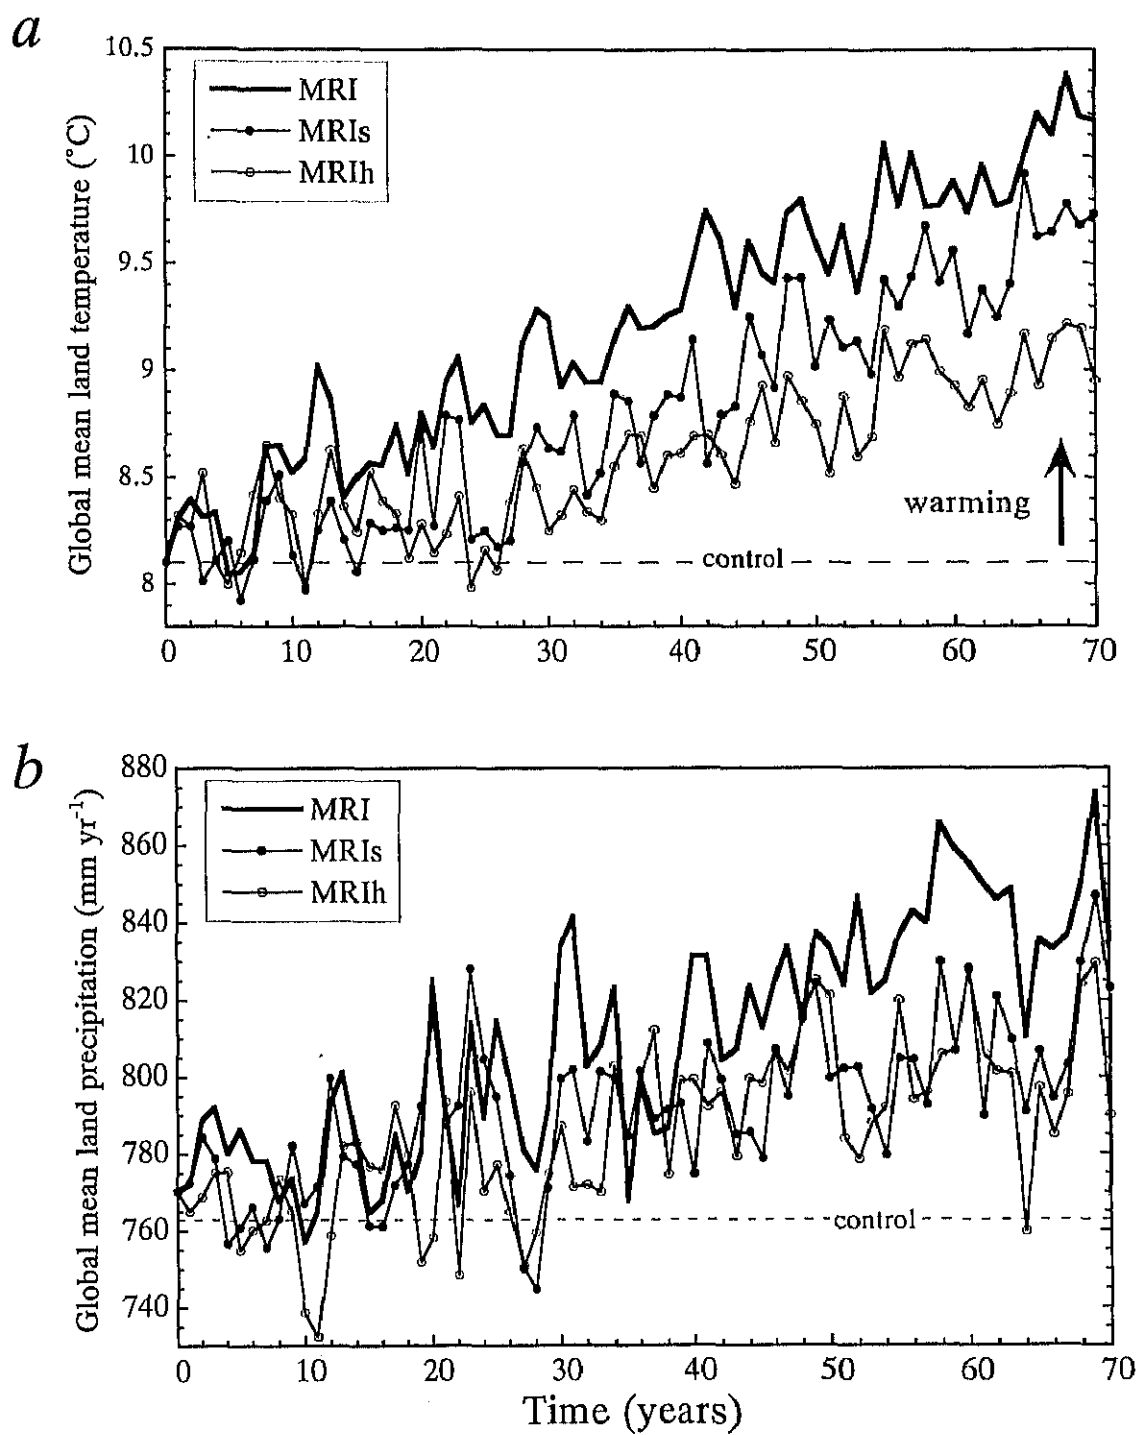 a
Global mean land temperature (°C)
10.5
10
9.5
9
8.5
8
MRI
MRIs
MRIh
warming
control
0 10 20 30 40 50 60 70
b
Global mean land precipitation (mm yr⁻¹)
880
860
840
820
800
780
760
740
MRI
MRIs
MRIh
control
0 10 20 30 40 50 60 70
Time (years)